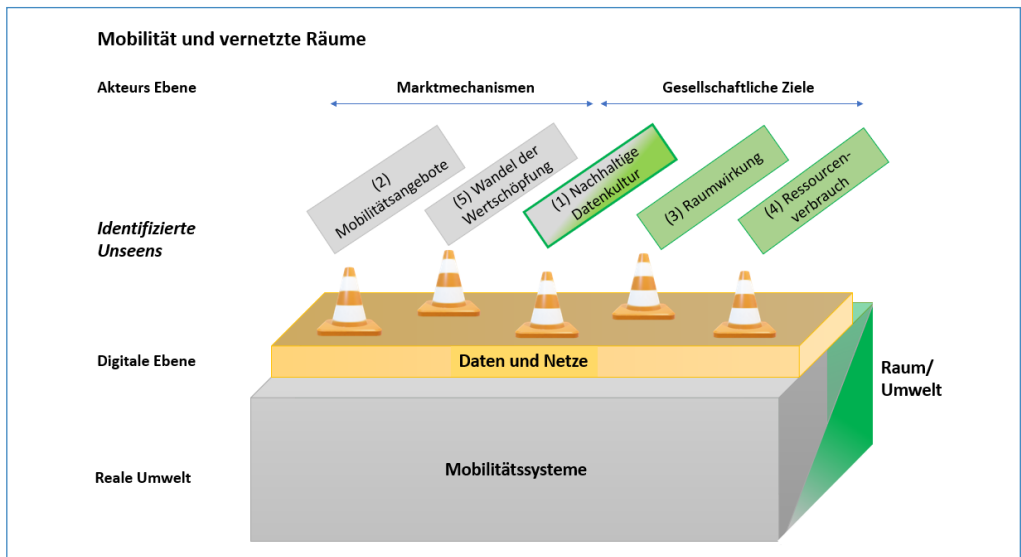 Mobilität und vernetzte Räume
Akteurs Ebene
Marktmechanismen
Gesellschaftliche Ziele
(2)
Mobilitätsangebote
(5) Wandel der
Wertschöpfung
(1) Nachhaltige
Datenkultur
(3) Raumwirkung
(4) Ressourcen-
verbrauch
Identifizierte
Unseens
Digitale Ebene
Daten und Netze
Raum/
Umwelt
Reale Umwelt
Mobilitätssysteme